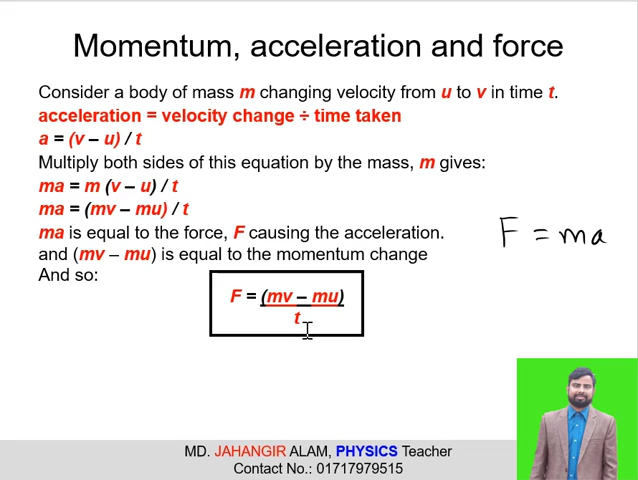 Momentum, acceleration and force
Consider a body of mass m changing velocity from u to v in time t.
acceleration = velocity change ÷ time taken
a = (v – u) / t
Multiply both sides of this equation by the mass, m gives:
ma = m (v – u) / t
ma = (mv – mu) / t
ma is equal to the force, F causing the acceleration.
and (mv – mu) is equal to the momentum change
And so:
F = (mv – mu)
t
F = ma
MD. JAHANGIR ALAM, PHYSICS Teacher
Contact No.: 01717979515